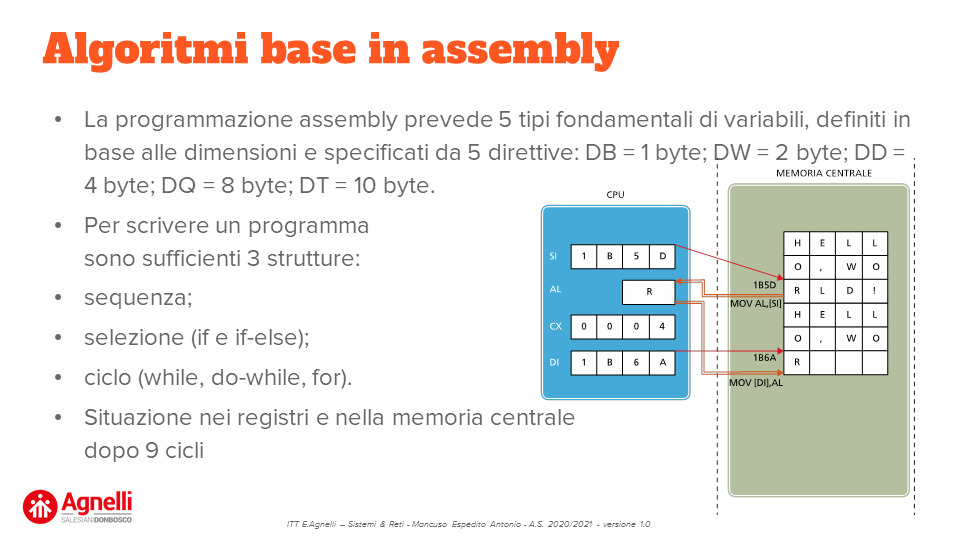 Algoritmi base in assembly
• La programmazione assembly prevede 5 tipi fondamentali di variabili, definiti in
base alle dimensioni e specificati da 5 direttive: DB = 1 byte; DW = 2 byte; DD =
4 byte; DQ = 8 byte; DT = 10 byte.
• Per scrivere un programma
sono sufficienti 3 strutture:
• sequenza;
• selezione (if e if-else);
• ciclo (while, do-while, for).
• Situazione nei registri e nella memoria centrale
dopo 9 cicli
CPU
SI 1 B 5 D
AL R
CX 0 0 0 4
DI 1 B 6 A
MEMORIA CENTRALE
H E L L
O , W O
R L D !
H E L L
O , W O
R
1B5D
MOV AL,[SI]
1B6A
MOV [DI],AL
Agnelli
SALESIANI DONBOSCO
ITT E.Agnelli – Sistemi & Reti - Mancuso Espedito Antonio - A.S. 2020/2021 - versione 1.0